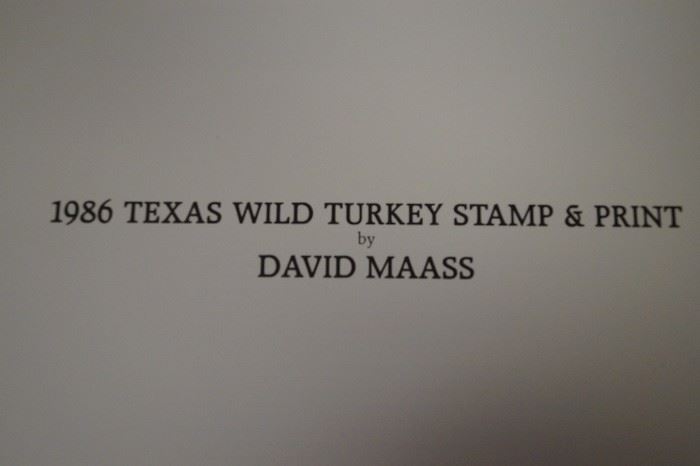 1986 TEXAS WILD TURKEY STAMP & PRINT
by
DAVID MAASS